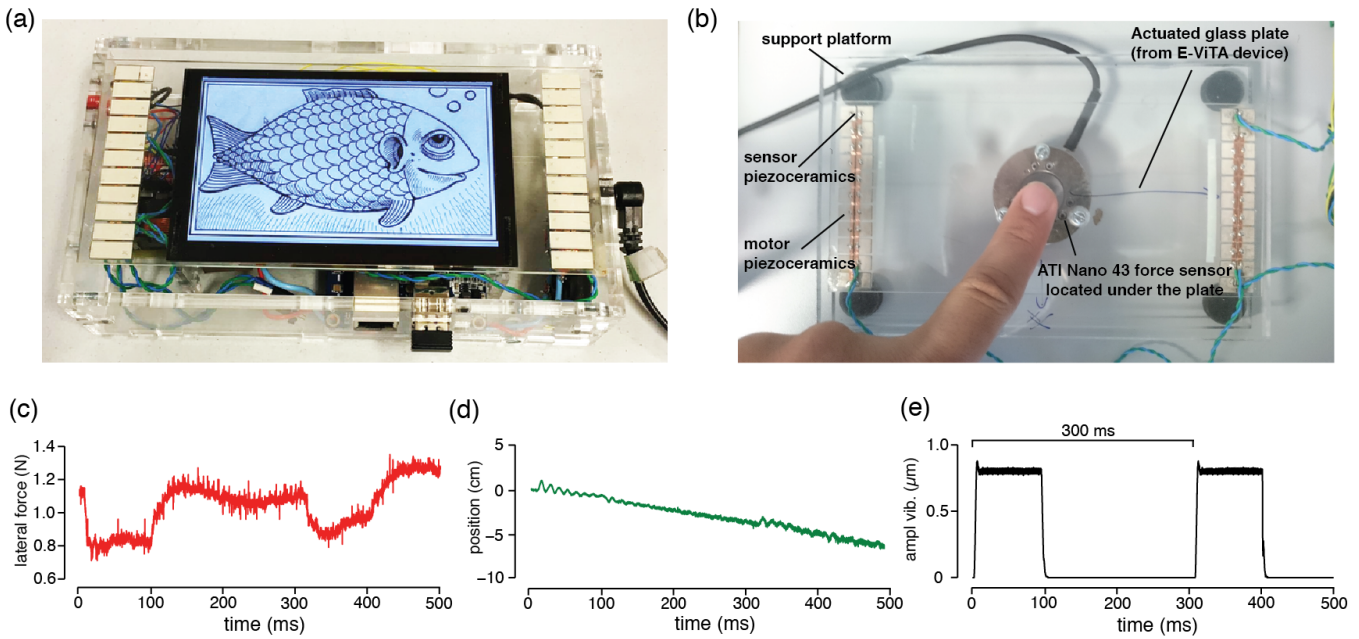 (a)
(b)
support platform
Actuated glass plate
(from E-ViTA device)
sensor
piezoceramics
motor
piezoceramics
ATI Nano 43 force sensor
located under the plate
(c)
lateral force (N)
1.4
1.2
1.0
0.8
0.6
0
100
200
300
400
500
time (ms)
(d)
position (cm)
5
0
−5
−10
0
100
200
300
400
500
time (ms)
(e)
300 ms
ampl vib. (µm)
1.0
0.5
0
0
100
200
300
400
500
time (ms)